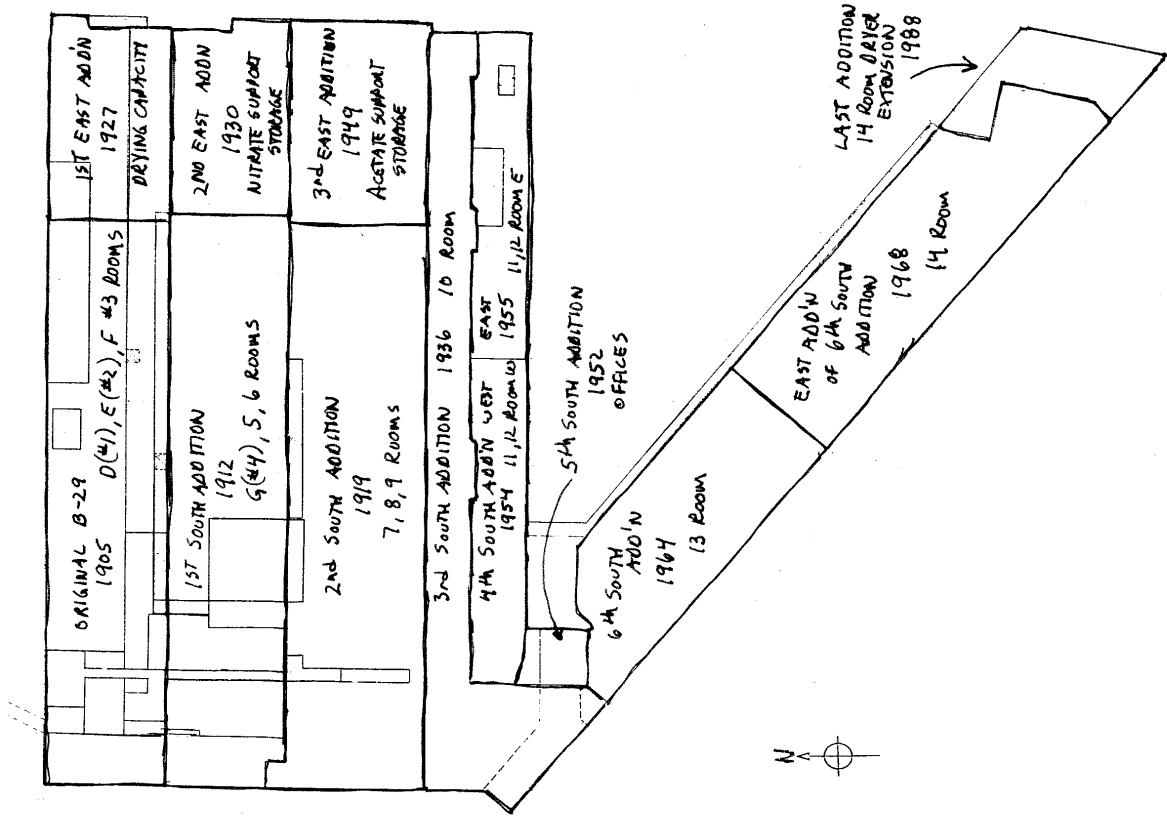 ORIGINAL B-29
1905
D(#1), E(#2), F #3 ROOMS
1ST EAST ADD'N
1927
DRYING CAPACITY
1ST SOUTH ADDITION
1912
G(#4), 5, 6 ROOMS
2ND EAST ADDN
1930
NITRATE SUPPORT
STORAGE
2nd SOUTH ADDITION
1919
7, 8, 9 ROOMS
3rd EAST ADDITION
1949
ACETATE SUPPORT
STORAGE
3rd SOUTH ADDITION 1936 10 ROOM
4th SOUTH ADD'N WEST
1954 11, 12 ROOM W
EAST
1955
11, 12 ROOM E
5th SOUTH ADDITION
1952
OFFICES
6th SOUTH
ADD'N
1964
13 ROOM
EAST ADD'N
OF 6th SOUTH
ADDITION
1968
14 ROOM
LAST ADDITION
14 ROOM DRYER
EXTENSION
1988
N